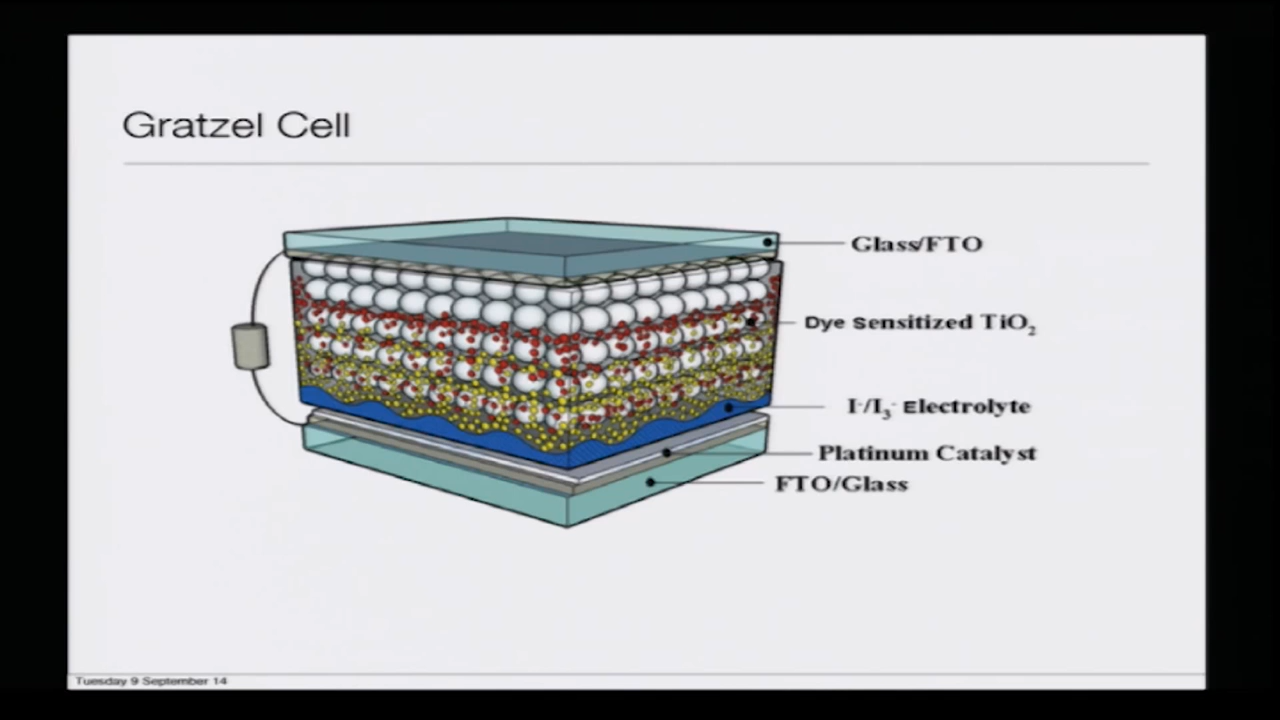 Gratzel Cell
Glass/FTO
Dye Sensitized TiO₂
I⁻/I₃⁻ Electrolyte
Platinum Catalyst
FTO/Glass
Tuesday 9 September 14